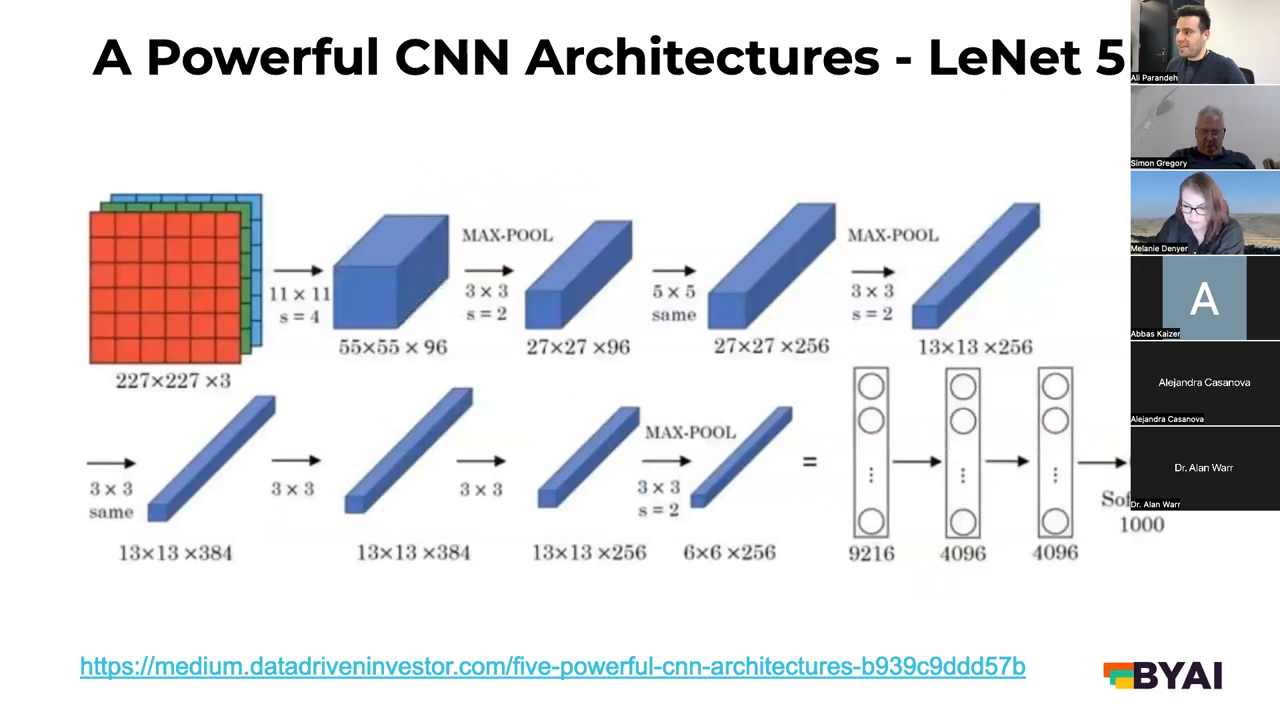 A Powerful CNN Architectures - LeNet 5
Ali Parandeh
Simon Gregory
Melanie Denyer
A
Abbas Kaizer
Alejandra Casanova
Alejandra Casanova
Dr. Alan Warr
Dr. Alan Warr
227×227 ×3
11 × 11
s = 4
55×55 × 96
MAX-POOL
3 × 3
s = 2
27×27 ×96
5 × 5
same
27×27 ×256
MAX-POOL
3 × 3
s = 2
13×13 ×256
3 × 3
same
13×13 ×384
3 × 3
13×13 ×384
3 × 3
13×13 ×256
MAX-POOL
3 × 3
s = 2
6×6 ×256
=
9216
4096
4096
1000
https://medium.datadriveninvestor.com/five-powerful-cnn-architectures-b939c9ddd57b
BYAI